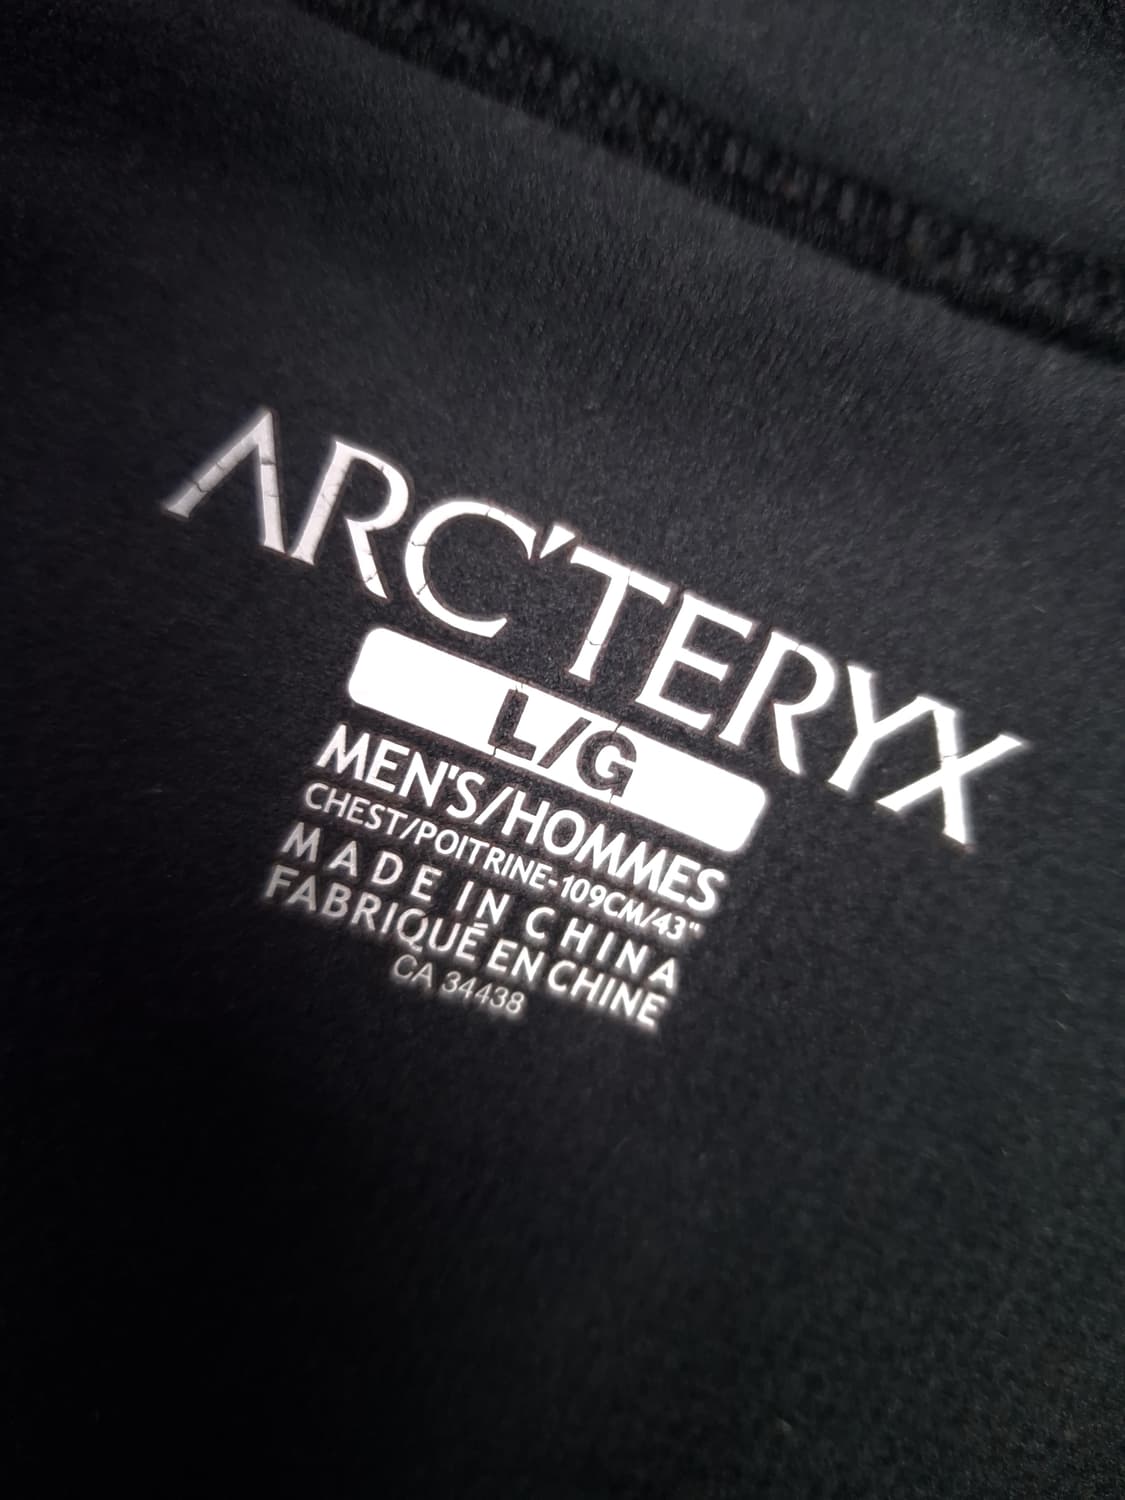 ARC'TERYX
L/G
MEN'S/HOMMES
CHEST/POITRINE-109CM/43"
MADE IN CHINA
FABRIQUÉ EN CHINE
CA 34438